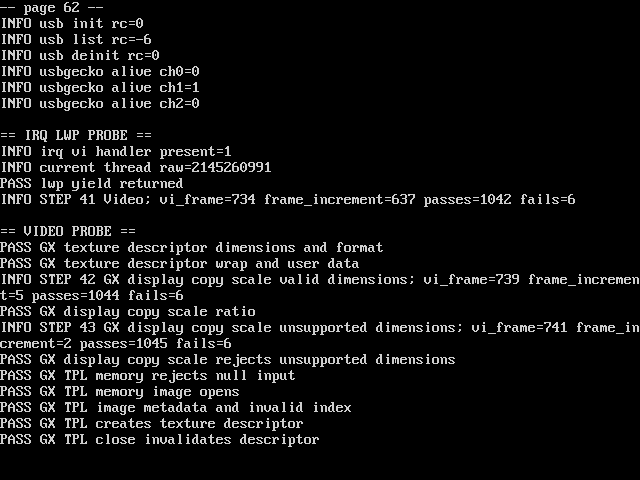 -- page 62 --
INFO usb init rc=0
INFO usb list rc=-6
INFO usb deinit rc=0
INFO usbgecko alive ch0=0
INFO usbgecko alive ch1=1
INFO usbgecko alive ch2=0
== IRQ LWP PROBE ==
INFO irq vi handler present=1
INFO current thread raw=2145260991
PASS lwp yield returned
INFO STEP 41 Video; vi_frame=734 frame_increment=637 passes=1042 fails=6
== VIDEO PROBE ==
PASS GX texture descriptor dimensions and format
PASS GX texture descriptor wrap and user data
INFO STEP 42 GX display copy scale valid dimensions; vi_frame=739 frame_incremen
t=5 passes=1044 fails=6
PASS GX display copy scale ratio
INFO STEP 43 GX display copy scale unsupported dimensions; vi_frame=741 frame_in
crement=2 passes=1045 fails=6
PASS GX display copy scale rejects unsupported dimensions
PASS GX TPL memory rejects null input
PASS GX TPL memory image opens
PASS GX TPL image metadata and invalid index
PASS GX TPL creates texture descriptor
PASS GX TPL close invalidates descriptor